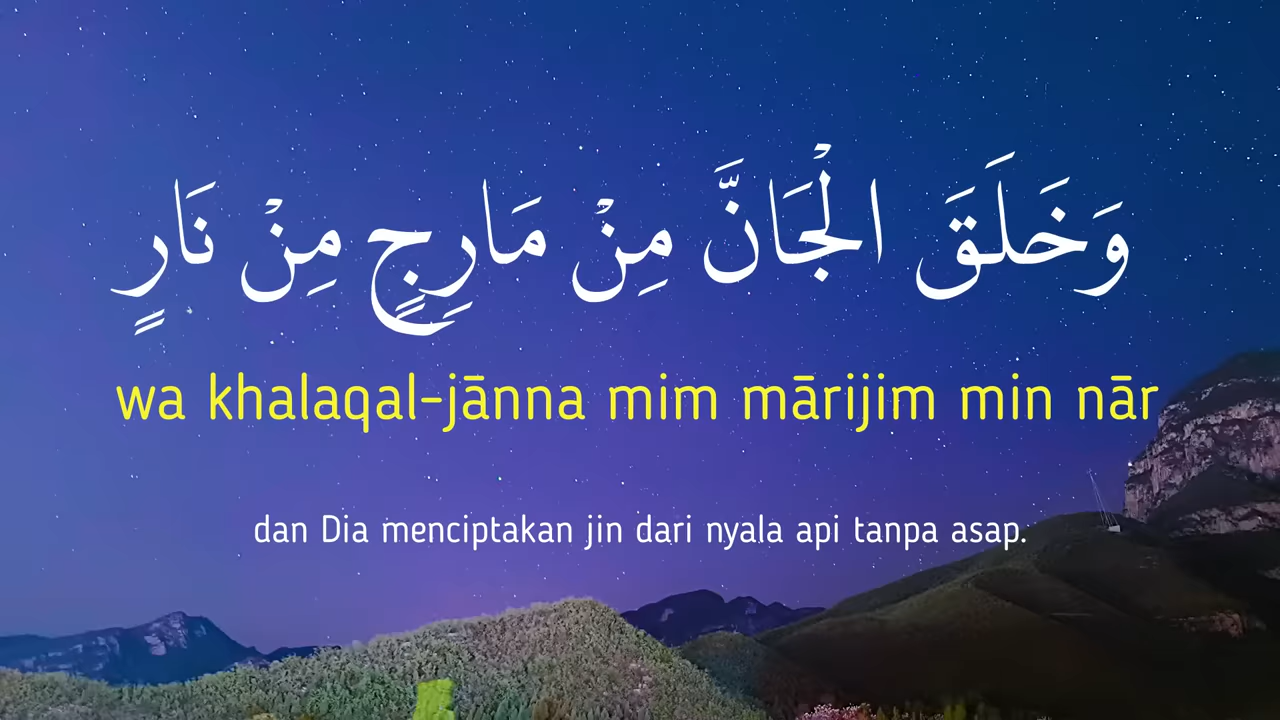 وَخَلَقَ الْجَانَّ مِنْ مَارِجٍ مِنْ نَارٍ
wa khalaqal-jānna mim mārijim min nār
dan Dia menciptakan jin dari nyala api tanpa asap.